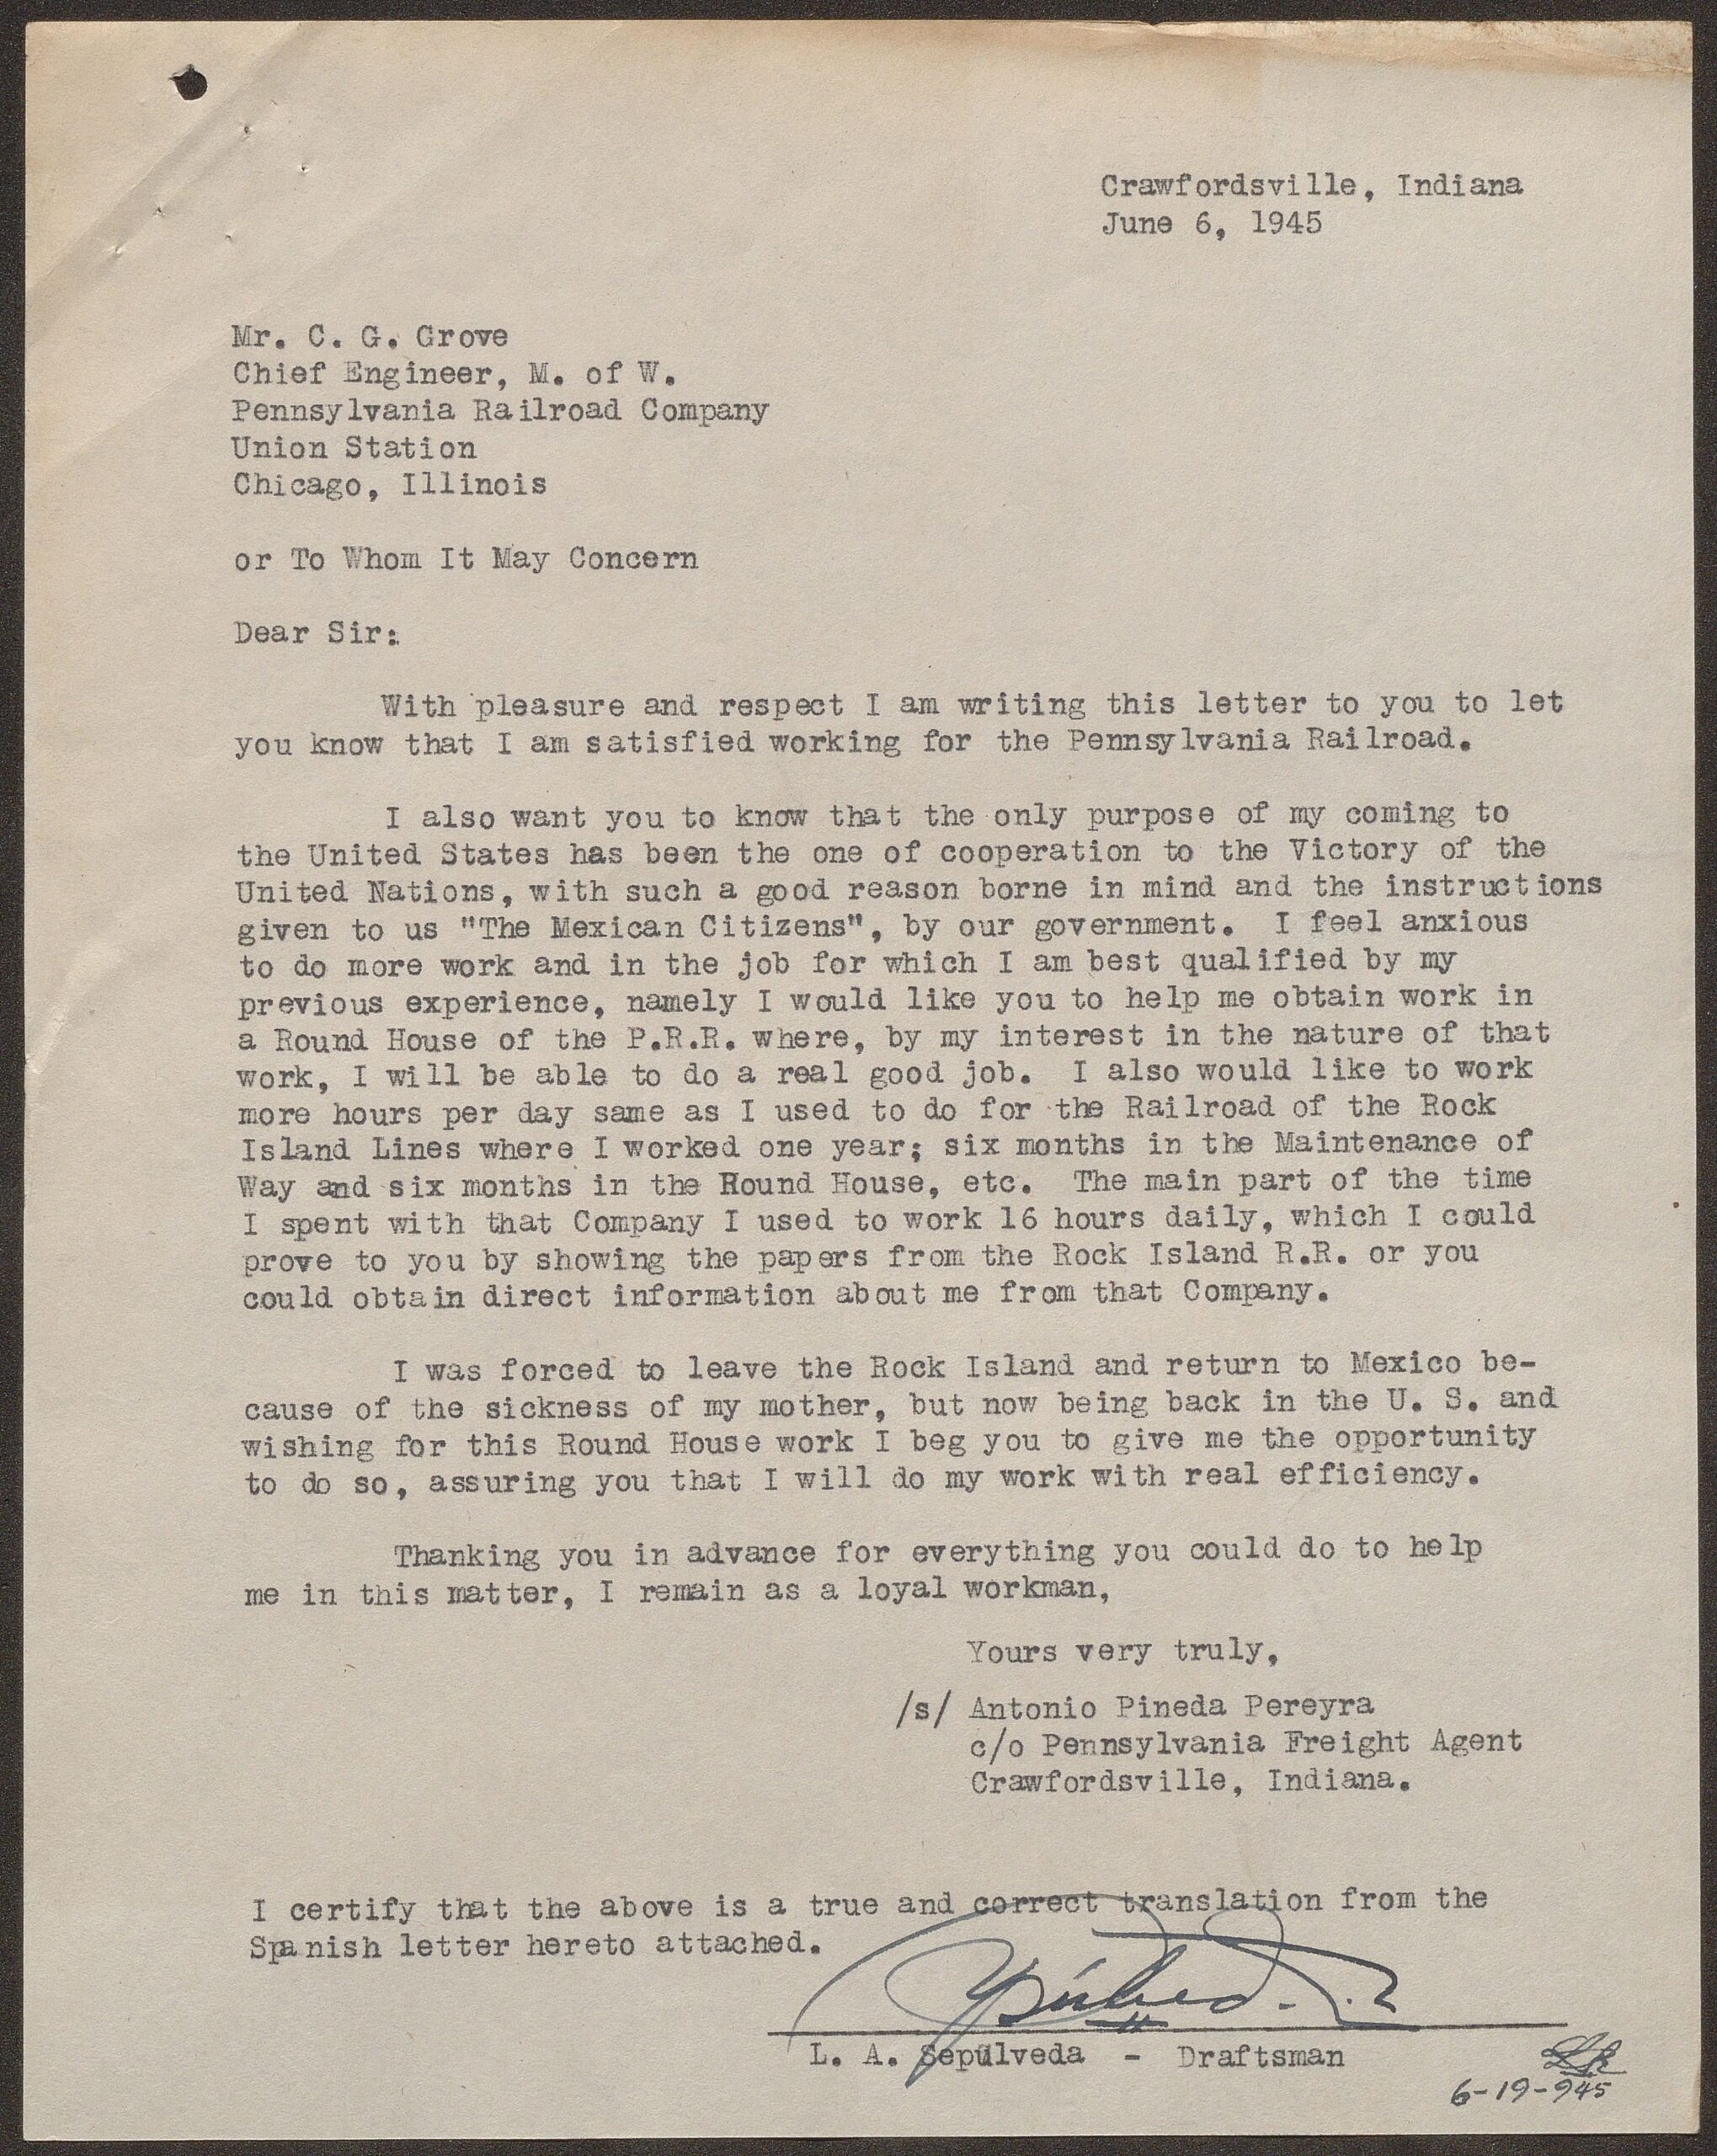 Crawfordsville, Indiana
June 6, 1945
Mr. C. G. Grove
Chief Engineer, M. of W.
Pennsylvania Railroad Company
Union Station
Chicago, Illinois
or To Whom It May Concern
Dear Sir:
With pleasure and respect I am writing this letter to you to let
you know that I am satisfied working for the Pennsylvania Railroad.
I also want you to know that the only purpose of my coming to
the United States has been the one of cooperation to the Victory of the
United Nations, with such a good reason borne in mind and the instructions
given to us "The Mexican Citizens", by our government. I feel anxious
to do more work and in the job for which I am best qualified by my
previous experience, namely I would like you to help me obtain work in
a Round House of the P.R.R. where, by my interest in the nature of that
work, I will be able to do a real good job. I also would like to work
more hours per day same as I used to do for the Railroad of the Rock
Island Lines where I worked one year; six months in the Maintenance of
Way and six months in the Round House, etc. The main part of the time
I spent with that Company I used to work 16 hours daily, which I could
prove to you by showing the papers from the Rock Island R.R. or you
could obtain direct information about me from that Company.
I was forced to leave the Rock Island and return to Mexico be-
cause of the sickness of my mother, but now being back in the U. S. and
wishing for this Round House work I beg you to give me the opportunity
to do so, assuring you that I will do my work with real efficiency.
Thanking you in advance for everything you could do to help
me in this matter, I remain as a loyal workman,
Yours very truly,
/s/ Antonio Pineda Pereyra
c/o Pennsylvania Freight Agent
Crawfordsville, Indiana.
I certify that the above is a true and correct translation from the
Spanish letter hereto attached.
L. A. Sepúlveda - Draftsman
6-19-945